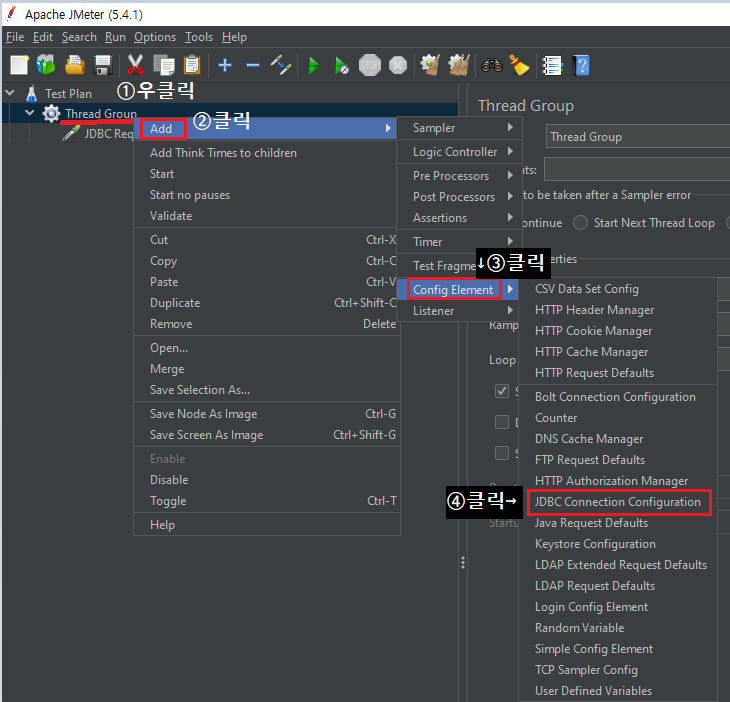 Apache JMeter (5.4.1)
File Edit Search Run Options Tools Help
STOP
Test Plan
①우클릭
Thread Group
JDBC Req
Add
②클릭
Add Think Times to children
Start
Start no pauses
Validate
Cut Ctrl-X
Copy Ctrl-C
Paste Ctrl-V
Duplicate Ctrl+Shift-C
Remove Delete
Open...
Merge
Save Selection As...
Save Node As Image Ctrl-G
Save Screen As Image Ctrl+Shift-G
Enable
Disable
Toggle Ctrl-T
Help
Sampler
Logic Controller
Pre Processors
Post Processors
Assertions
Timer
Test Fragme
↓③클릭
Config Element
Listener
Thread Group
Thread Group
nts:
to be taken after a Sampler error
ontinue Start Next Thread Loop
perties
Ramp
Loop
Startu
CSV Data Set Config
HTTP Header Manager
HTTP Cookie Manager
HTTP Cache Manager
HTTP Request Defaults
Bolt Connection Configuration
Counter
DNS Cache Manager
FTP Request Defaults
HTTP Authorization Manager
④클릭→
JDBC Connection Configuration
Java Request Defaults
Keystore Configuration
LDAP Extended Request Defaults
LDAP Request Defaults
Login Config Element
Random Variable
Simple Config Element
TCP Sampler Config
User Defined Variables